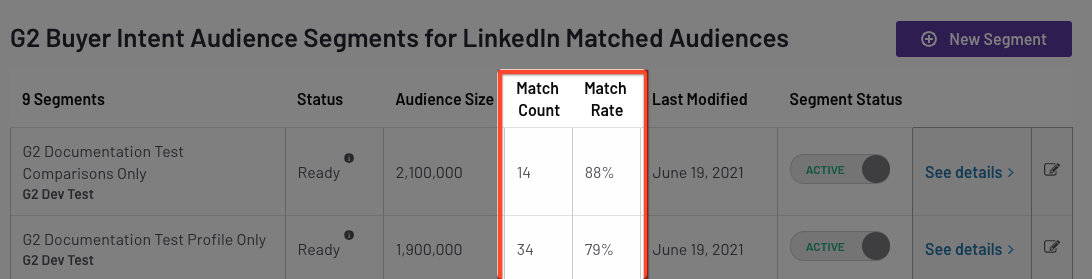 G2 Buyer Intent Audience Segments for LinkedIn Matched Audiences
New Segment
9 Segments Status Audience Size Match Count Match Rate Last Modified Segment Status
G2 Documentation Test
Comparisons Only
G2 Dev Test
Ready 2,100,000 14 88% June 19, 2021 ACTIVE See details >
G2 Documentation Test Profile Only
G2 Dev Test
Ready 1,900,000 34 79% June 19, 2021 ACTIVE See details >